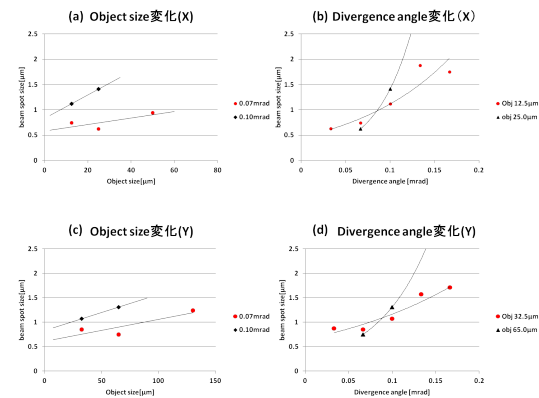 (a) Object size変化(X)
2.5
2
1.5
1
0.5
0
beam spot size[μm]
0 20 40 60 80
Object size[μm]
0.07mrad
0.10mrad
(b) Divergence angle変化（X）
2.5
2
1.5
1
0.5
0
beam spot size[μm]
0 0.05 0.1 0.15 0.2
Divergence angle [mrad]
Obj 12.5μm
obj 25.0μm
(c) Object size変化(Y)
2.5
2
1.5
1
0.5
0
beam spot size[μm]
0 50 100 150
Object size[μm]
0.07mrad
0.10mrad
(d) Divergence angle変化(Y)
2.5
2
1.5
1
0.5
0
beam spot size[μm]
0 0.05 0.1 0.15 0.2
Divergence angle [mrad]
Obj 32.5μm
obj 65.0μm